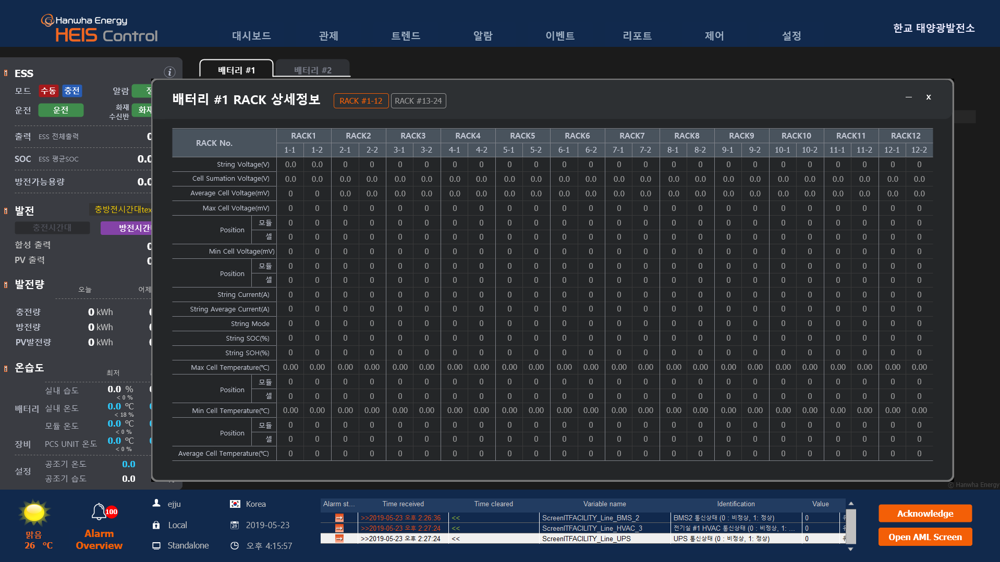 Hanwha Energy
HEIS Control
대시보드 관제 트렌드 알람 이벤트 리포트 제어 설정
한교 태양광발전소
ESS
모드 수동 충전 알람
운전 운전 화재
수신반
출력 ESS 전체출력 0
SOC ESS 평균SOC 0.0
방전가능용량 0.0
발전 충방전시간대tex
충전시간대 방전시간
합성 출력 0
PV 출력 0
발전량 오늘 어제
충전량 0 kWh
방전량 0 kWh
PV발전량 0 kWh
온습도 최저
배터리
실내 습도 0.0 %
< 0 %
실내 온도 0.0 ℃
< 18 %
모듈 온도 0.0 ℃
< 0 %
장비 PCS UNIT 온도 0.0 ℃
< 0 %
설정
공조기 온도 0.0
공조기 습도 0.0
배터리 #1 배터리 #2
배터리 #1 RACK 상세정보 RACK #1-12 RACK #13-24 – x
RACK No. RACK1 RACK2 RACK3 RACK4 RACK5 RACK6 RACK7 RACK8 RACK9 RACK10 RACK11 RACK12
1-1 1-2 2-1 2-2 3-1 3-2 4-1 4-2 5-1 5-2 6-1 6-2 7-1 7-2 8-1 8-2 9-1 9-2 10-1 10-2 11-1 11-2 12-1 12-2
String Voltage(V) 0.0 0.0 0 0 0 0 0 0 0 0 0 0 0 0 0 0 0 0 0 0 0 0 0 0
Cell Sumation Voltage(V) 0.0 0.0 0.0 0.0 0.0 0.0 0.0 0.0 0.0 0.0 0.0 0.0 0.0 0.0 0.0 0.0 0.0 0.0 0.0 0.0 0.0 0.0 0.0 0.0
Average Cell Voltage(mV) 0 0 0.0 0.0 0.0 0.0 0.0 0.0 0.0 0.0 0.0 0.0 0.0 0.0 0.0 0.0 0.0 0.0 0.0 0.0 0.0 0.0 0.0 0.0
Max Cell Voltage(mV) 0 0 0 0 0 0 0 0 0 0 0 0 0 0 0 0 0 0 0 0 0 0 0 0
Position 모듈 0 0 0 0 0 0 0 0 0 0 0 0 0 0 0 0 0 0 0 0 0 0 0 0
셀 0 0 0 0 0 0 0 0 0 0 0 0 0 0 0 0 0 0 0 0 0 0 0 0
Min Cell Voltage(mV) 0 0 0 0 0 0 0 0 0 0 0 0 0 0 0 0 0 0 0 0 0 0 0 0
Position 모듈 0 0 0 0 0 0 0 0 0 0 0 0 0 0 0 0 0 0 0 0 0 0 0 0
셀 0 0 0 0 0 0 0 0 0 0 0 0 0 0 0 0 0 0 0 0 0 0 0 0
String Current(A) 0 0 0 0 0 0 0 0 0 0 0 0 0 0 0 0 0 0 0 0 0 0 0 0
String Average Current(A) 0 0 0 0 0 0 0 0 0 0 0 0 0 0 0 0 0 0 0 0 0 0 0 0
String Mode 0 0 0 0 0 0 0 0 0 0 0 0 0 0 0 0 0 0 0 0 0 0 0 0
String SOC(%) 0 0 0 0 0 0 0 0 0 0 0 0 0 0 0 0 0 0 0 0 0 0 0 0
String SOH(%) 0 0 0 0 0 0 0 0 0 0 0 0 0 0 0 0 0 0 0 0 0 0 0 0
Max Cell Temperature(℃) 0.00 0.00 0.00 0.00 0.00 0.00 0.00 0.00 0.00 0.00 0.00 0.00 0.00 0.00 0.00 0.00 0.00 0.00 0.00 0.00 0.00 0.00 0.00 0.00
Position 모듈 0 0 0 0 0 0 0 0 0 0 0 0 0 0 0 0 0 0 0 0 0 0 0 0
셀 0 0 0 0 0 0 0 0 0 0 0 0 0 0 0 0 0 0 0 0 0 0 0 0
Min Cell Temperature(℃) 0.00 0.00 0.00 0.00 0.00 0.00 0.00 0.00 0.00 0.00 0.00 0.00 0.00 0.00 0.00 0.00 0.00 0.00 0.00 0.00 0.00 0.00 0.00 0.00
Position 모듈 0 0 0 0 0 0 0 0 0 0 0 0 0 0 0 0 0 0 0 0 0 0 0 0
셀 0 0 0 0 0 0 0 0 0 0 0 0 0 0 0 0 0 0 0 0 0 0 0 0
Average Cell Temperature(℃) 0 0 0 0 0 0 0 0 0 0 0 0 0 0 0 0 0 0 0 0 0 0 0 0
© Hanwha Energy
맑음
26 ℃
100
Alarm
Overview
ejju Korea
Local 28 2019-05-23
Standalone 오후 4:15:57
Alarm st... Time received Time cleared Variable name Identification Value
>>2019-05-23 오후 2:26:36 << ScreenITFACILITY_Line_BMS_2 BMS2 통신상태 (0 : 비정상, 1: 정상) 0
>>2019-05-23 오후 2:27:24 << ScreenITFACILITY_Line_HVAC_3 전기실 #1 HVAC 통신상태 (0 : 비정상, 1: ... 0
>>2019-05-23 오후 2:27:24 << ScreenITFACILITY_Line_UPS UPS 통신상태 (0 : 비정상, 1: 정상) 0
Acknowledge
Open AML Screen